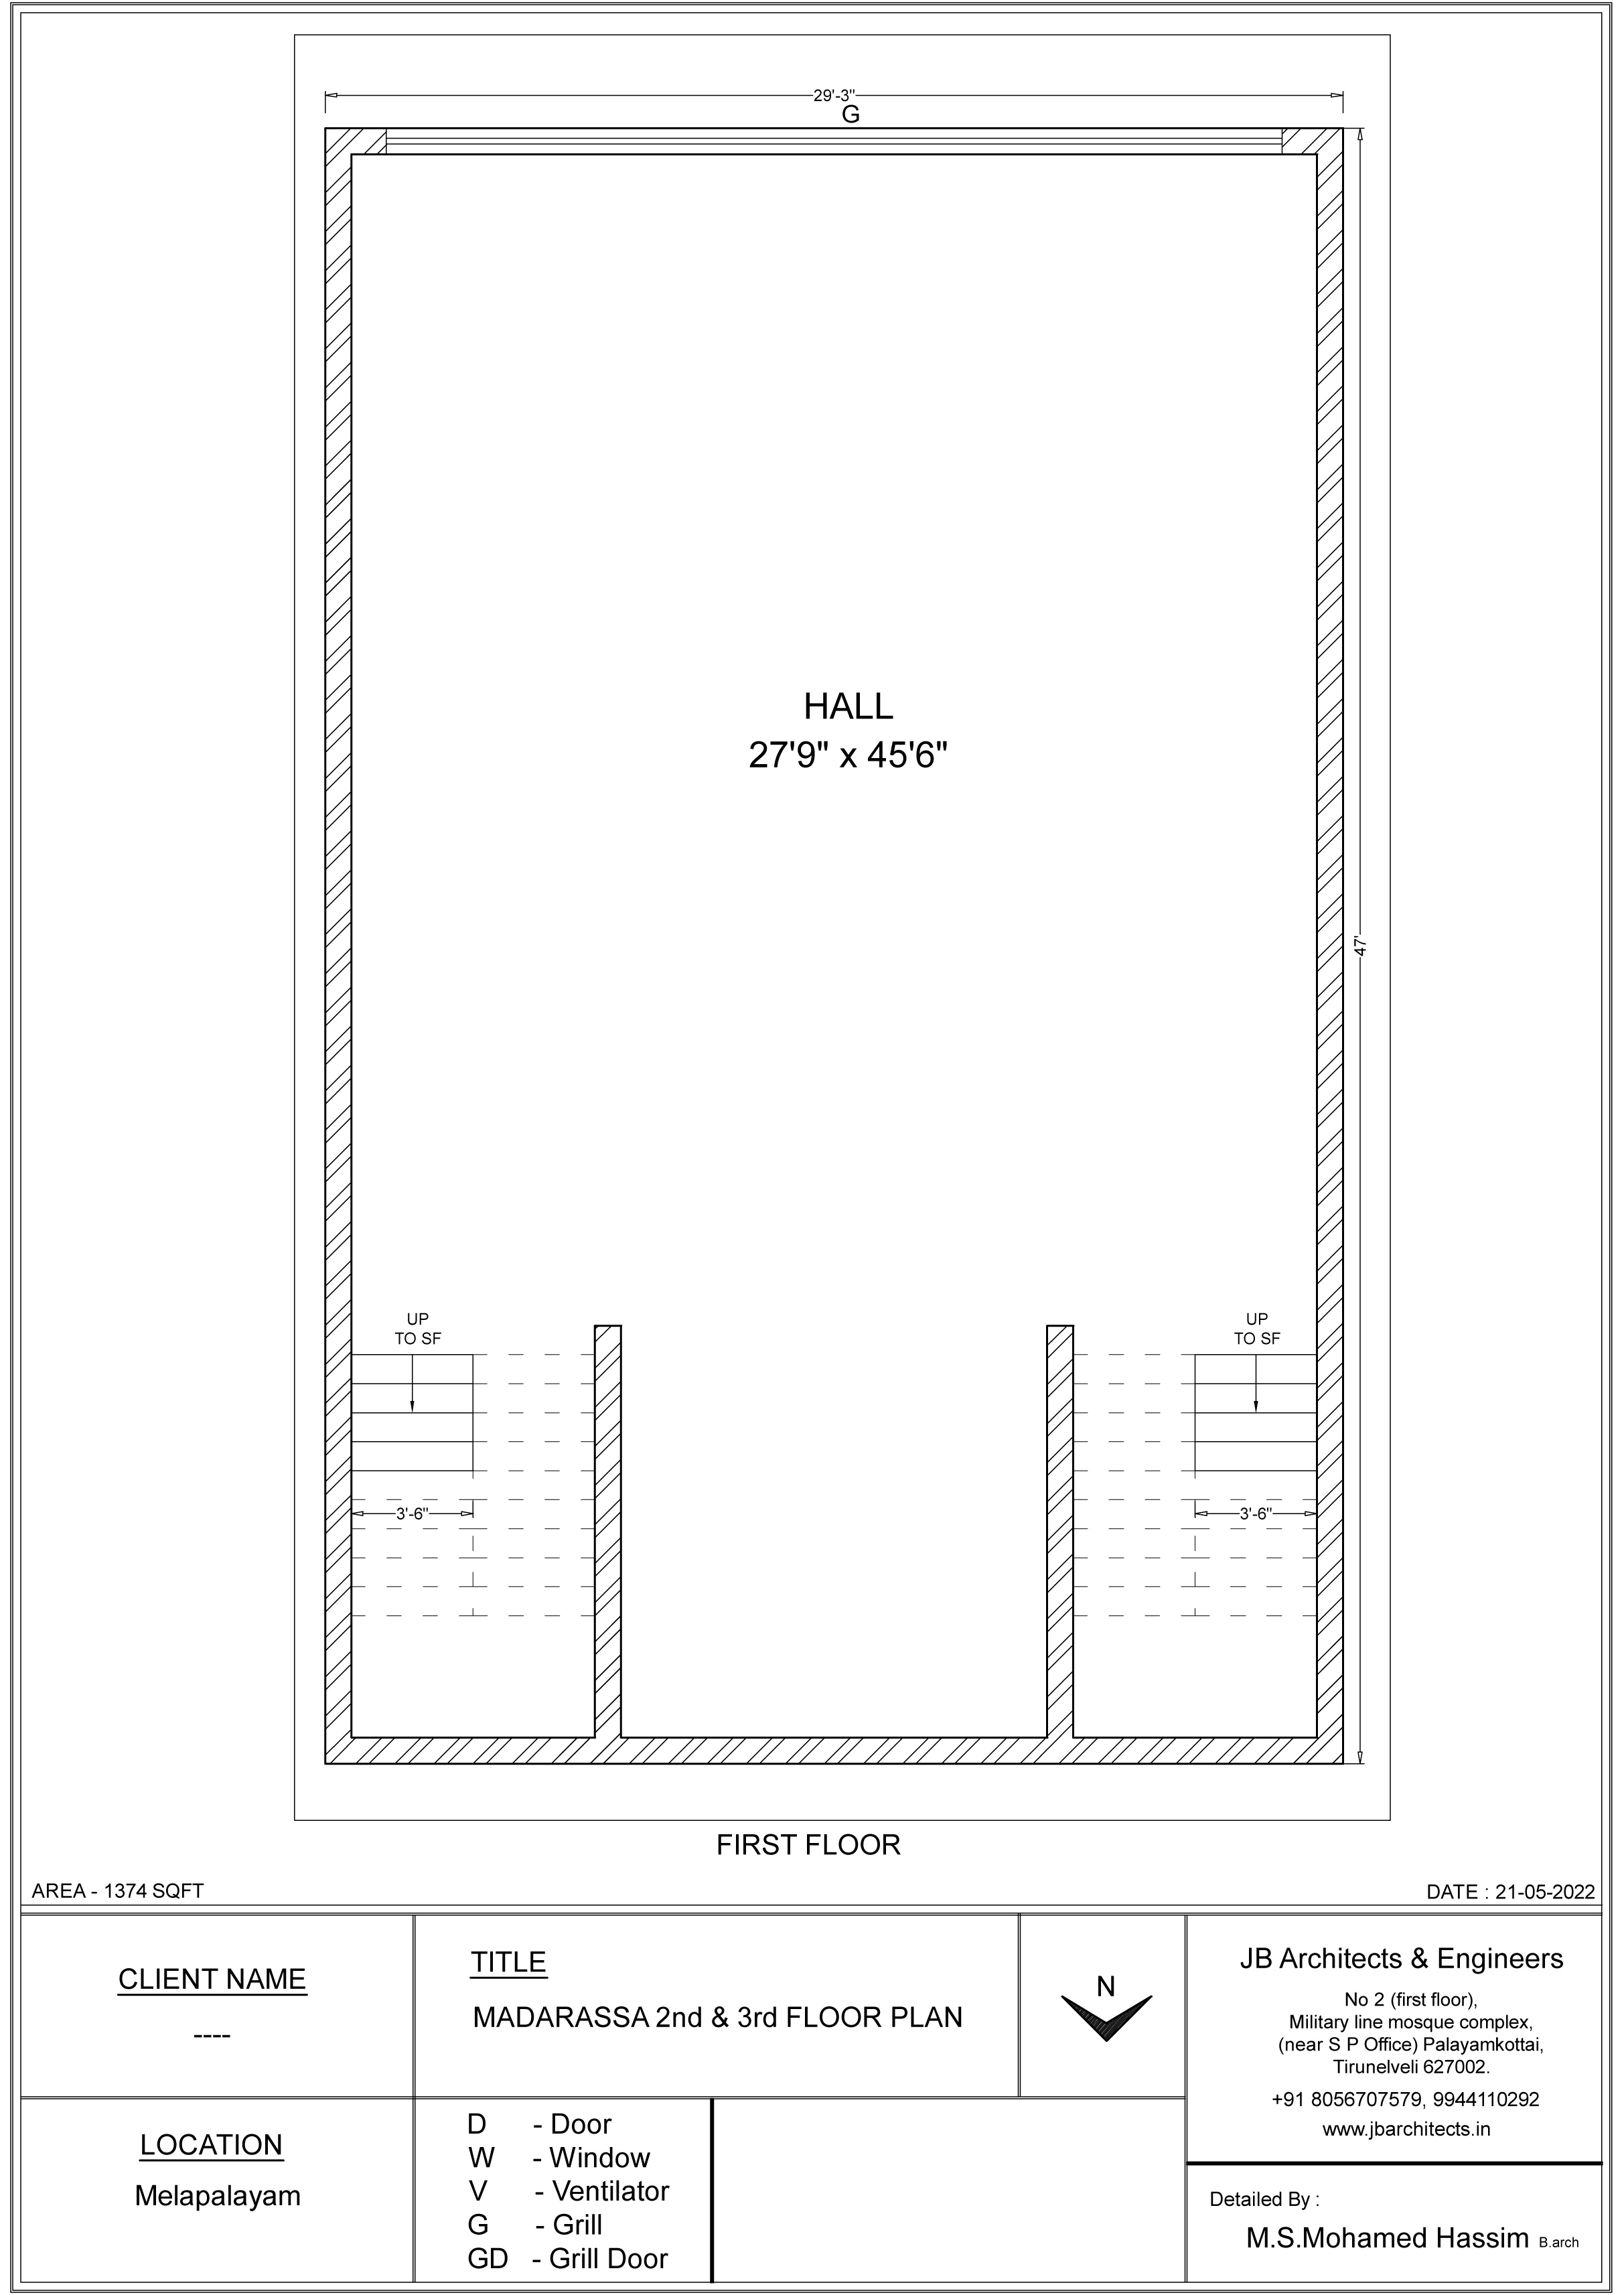 29'-3"
G
HALL
27'9" x 45'6"
47'
UP
TO SF
UP
TO SF
3'-6"
3'-6"
FIRST FLOOR
AREA - 1374 SQFT
DATE : 21-05-2022
CLIENT NAME
----
TITLE
MADARASSA 2nd & 3rd FLOOR PLAN
N
JB Architects & Engineers
No 2 (first floor),
Military line mosque complex,
(near S P Office) Palayamkottai,
Tirunelveli 627002.
+91 8056707579, 9944110292
www.jbarchitects.in
LOCATION
Melapalayam
D - Door
W - Window
V - Ventilator
G - Grill
GD - Grill Door
Detailed By :
M.S.Mohamed Hassim B.arch